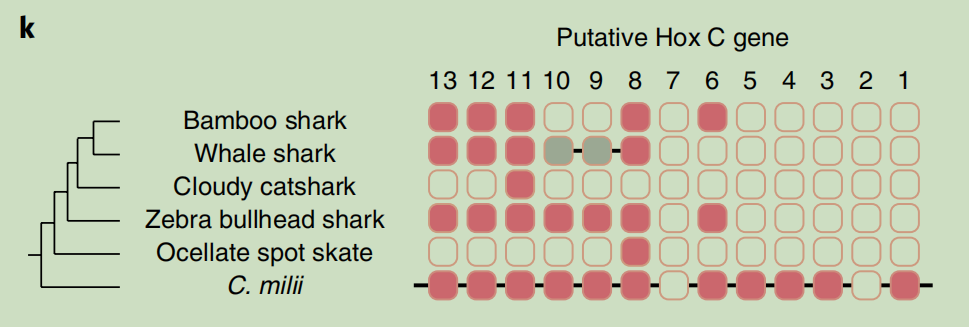 k
Putative Hox C gene
13 12 11 10 9 8 7 6 5 4 3 2 1
Bamboo shark
Whale shark
Cloudy catshark
Zebra bullhead shark
Ocellate spot skate
C. milii